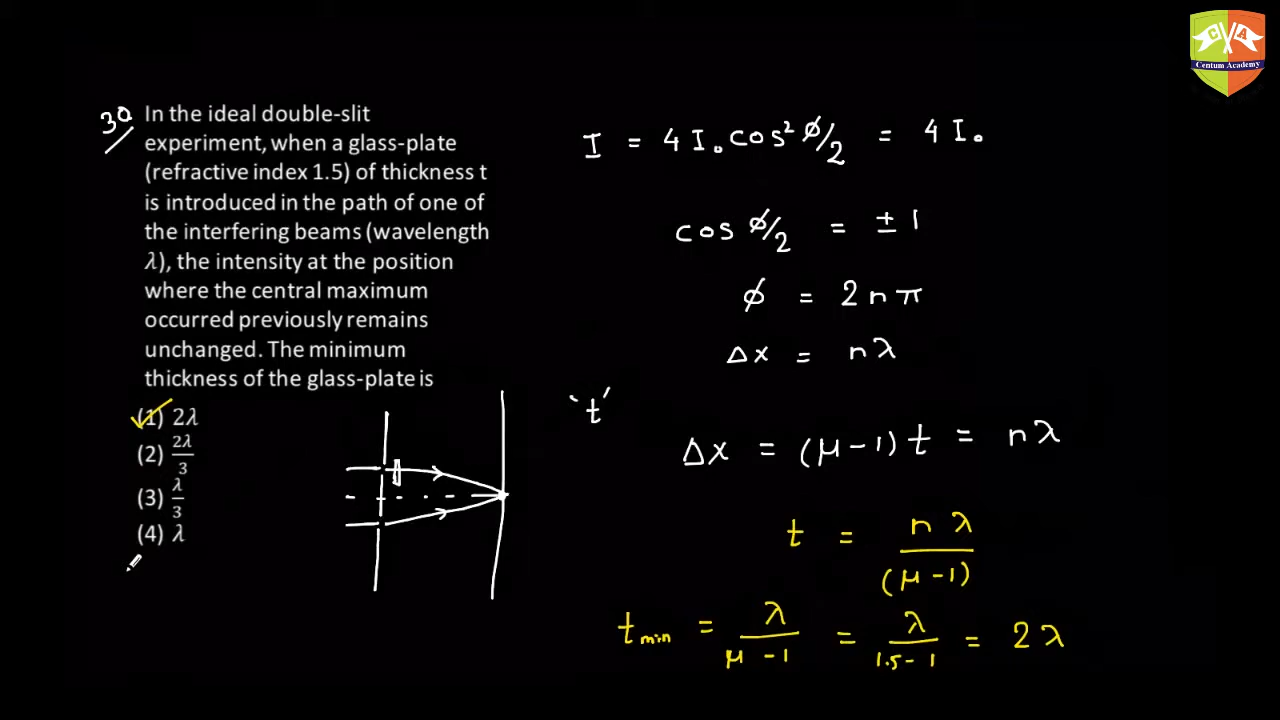 30
In the ideal double-slit
experiment, when a glass-plate
(refractive index 1.5) of thickness t
is introduced in the path of one of
the interfering beams (wavelength
λ), the intensity at the position
where the central maximum
occurred previously remains
unchanged. The minimum
thickness of the glass-plate is
(1) 2λ
(2) 2λ/3
(3) λ/3
(4) λ
I = 4 I₀ cos² ϕ/2 = 4 I₀
cos ϕ/2 = ± 1
ϕ = 2 n π
Δx = n λ
't'
Δx = (μ-1) t = n λ
t = n λ / (μ-1)
t min = λ / μ-1 = λ / 1.5-1 = 2 λ
C A
Centum Academy